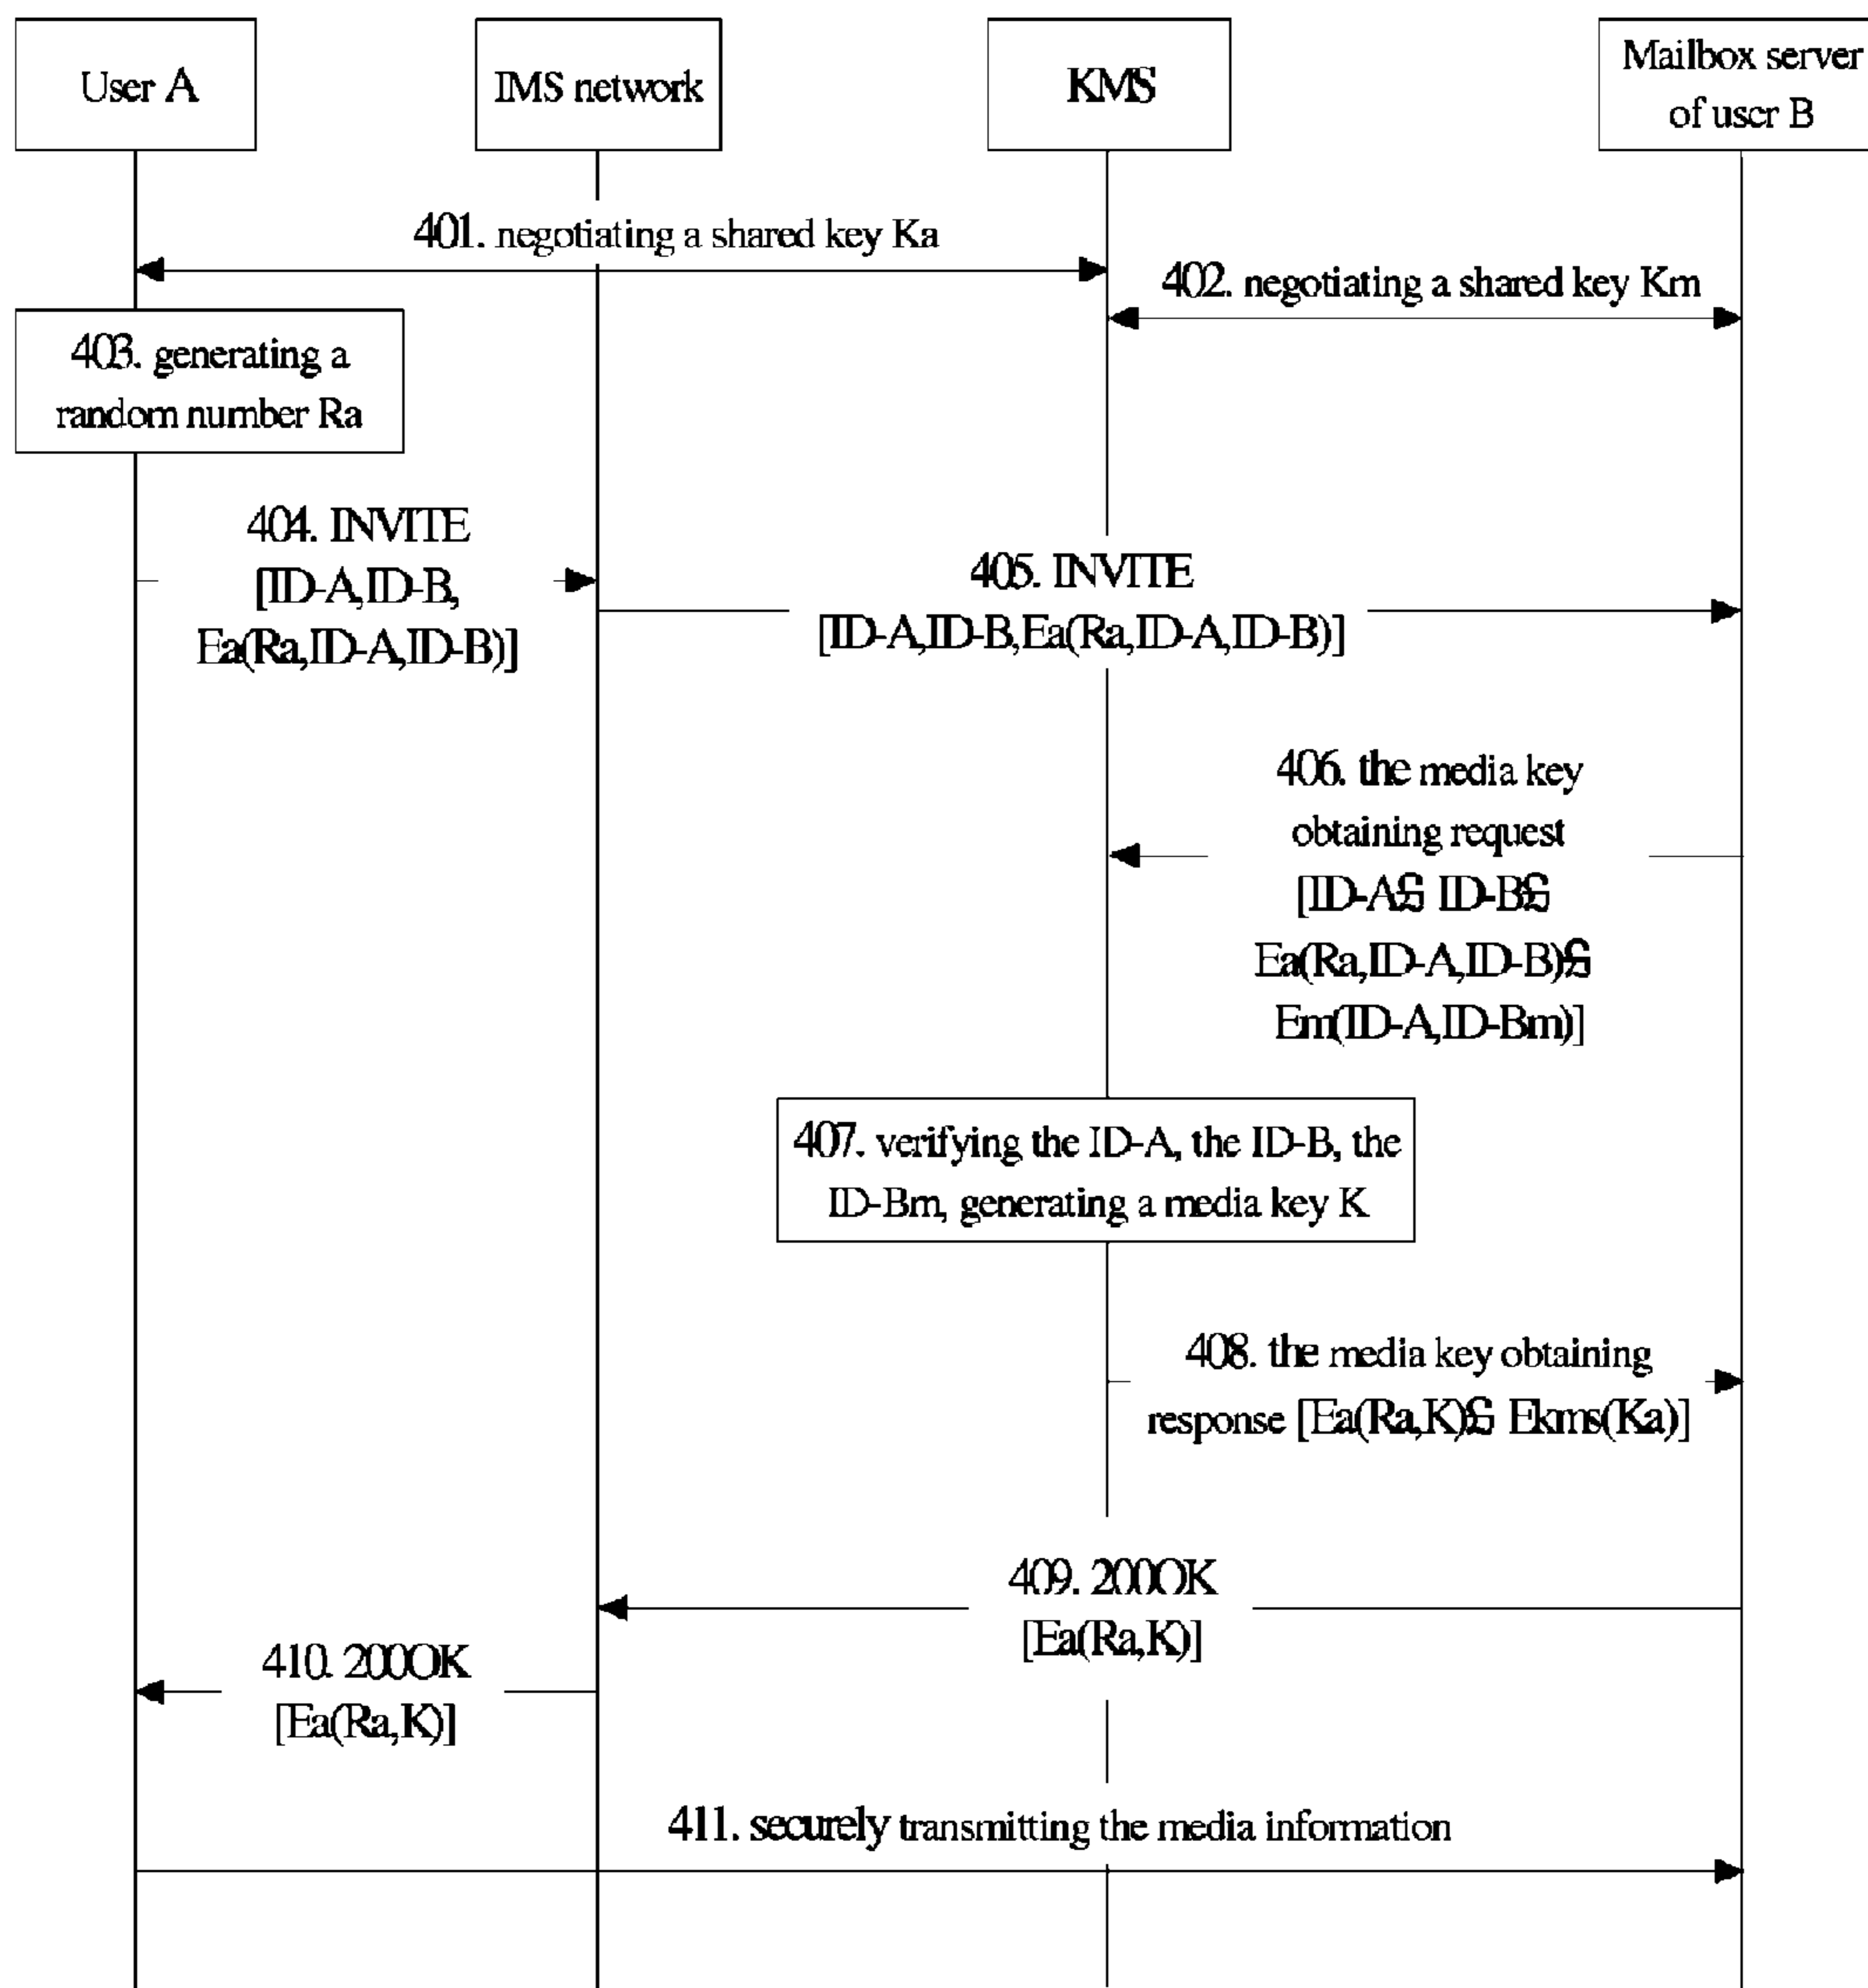 User A
IMS network
KMS
Mailbox server
of user B
401. negotiating a shared key Ka
402. negotiating a shared key Km
403. generating a
random number Ra
404. INVITE
[ID-A,ID-B,
Ea(Ra,ID-A,ID-B)]
405. INVITE
[ID-A,ID-B,Ea(Ra,ID-A,ID-B)]
406. the media key
obtaining request
[ID-A£¬ ID-B£¬
Ea(Ra,ID-A,ID-B)£¬
Em(ID-A,ID-Bm)]
407. verifying the ID-A, the ID-B, the
ID-Bm, generating a media key K
408. the media key obtaining
response [Ea(Ra,K)£¬ Ekms(Ka)]
409. 200OK
[Ea(Ra,K)]
410. 200OK
[Ea(Ra,K)]
411. securely transmitting the media information